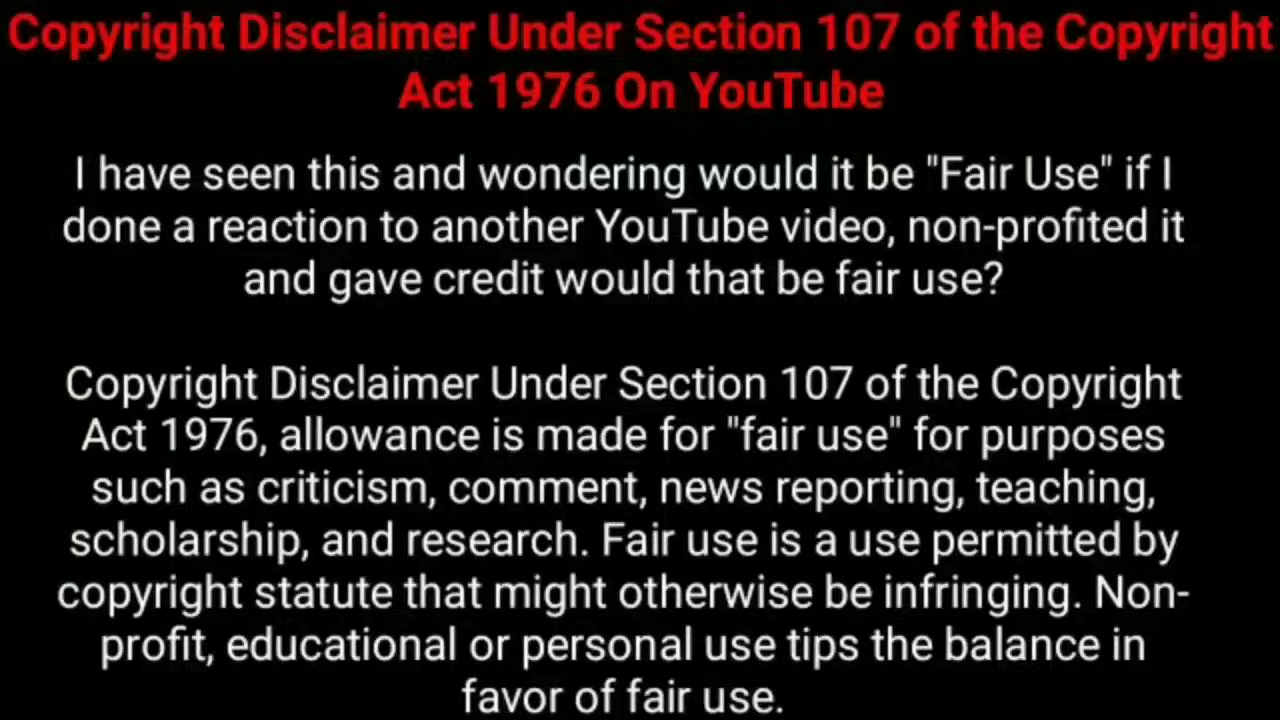 Copyright Disclaimer Under Section 107 of the Copyright
Act 1976 On YouTube
I have seen this and wondering would it be "Fair Use" if I
done a reaction to another YouTube video, non-profited it
and gave credit would that be fair use?
Copyright Disclaimer Under Section 107 of the Copyright
Act 1976, allowance is made for "fair use" for purposes
such as criticism, comment, news reporting, teaching,
scholarship, and research. Fair use is a use permitted by
copyright statute that might otherwise be infringing. Non-
profit, educational or personal use tips the balance in
favor of fair use.